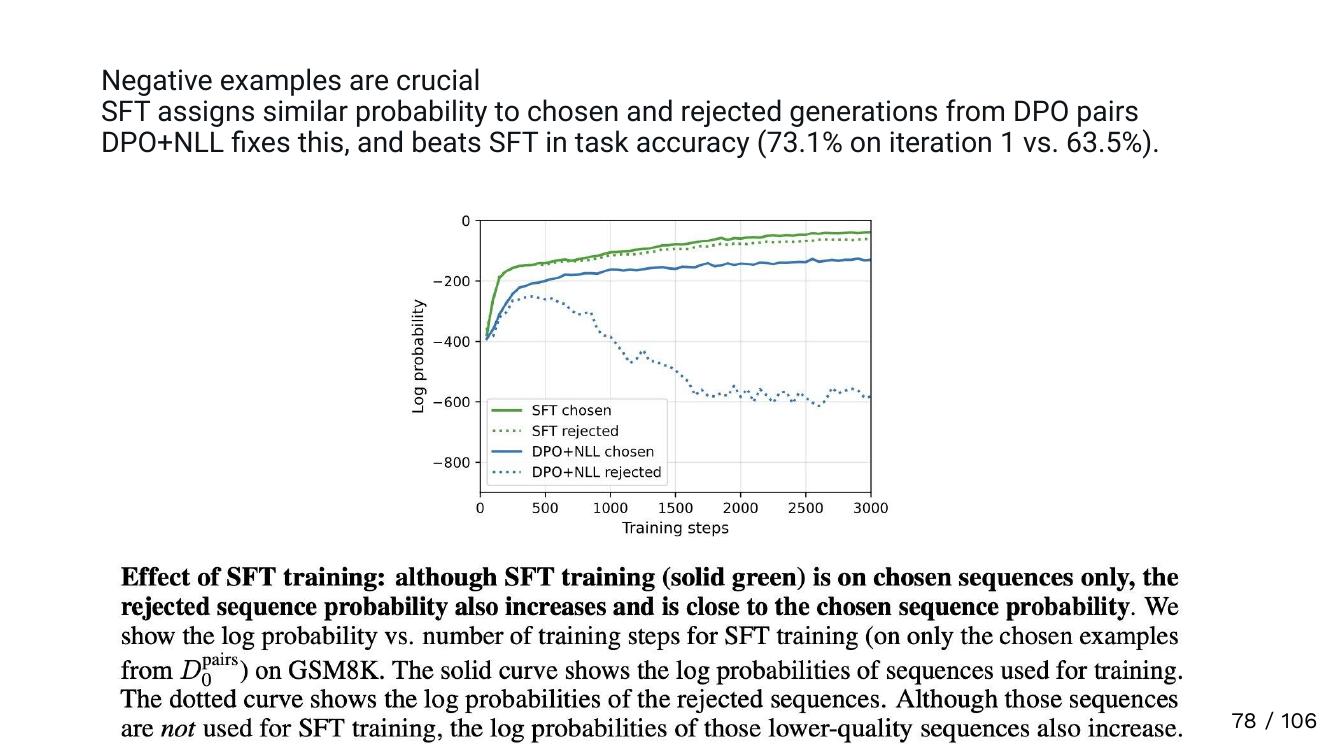 Negative examples are crucial
SFT assigns similar probability to chosen and rejected generations from DPO pairs
DPO+NLL fixes this, and beats SFT in task accuracy (73.1% on iteration 1 vs. 63.5%).
0
−200
−400
−600
−800
Log probability
SFT chosen
SFT rejected
DPO+NLL chosen
DPO+NLL rejected
0 500 1000 1500 2000 2500 3000
Training steps
Effect of SFT training: although SFT training (solid green) is on chosen sequences only, the
rejected sequence probability also increases and is close to the chosen sequence probability. We
show the log probability vs. number of training steps for SFT training (on only the chosen examples
from D₀^pairs) on GSM8K. The solid curve shows the log probabilities of sequences used for training.
The dotted curve shows the log probabilities of the rejected sequences. Although those sequences
are not used for SFT training, the log probabilities of those lower-quality sequences also increase.
78 / 106